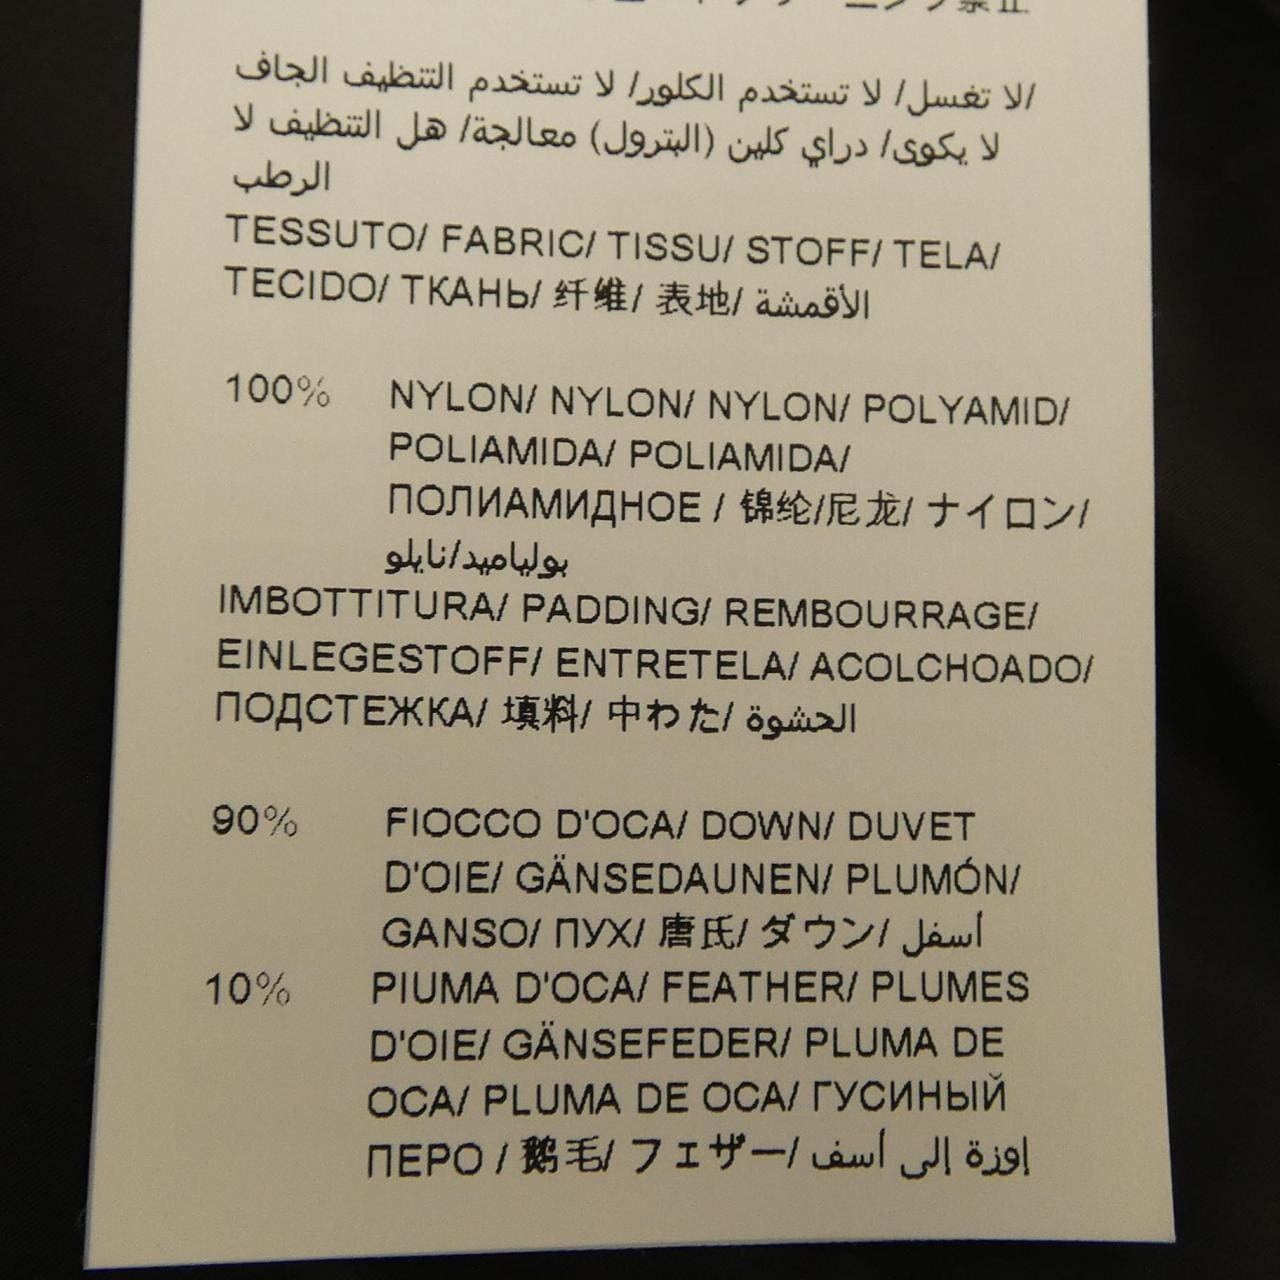 禁止
لا تغسل/ لا تستخدم الكلور/ لا تستخدم التنظيف الجاف/
لا يكوى/ دراي كلين (البترول) معالجة/ هل التنظيف لا
الرطب
TESSUTO/ FABRIC/ TISSU/ STOFF/ TELA/
TECIDO/ ТКАНЬ/ 纤维/ 表地/ الأقمشة
100% NYLON/ NYLON/ NYLON/ POLYAMID/
POLIAMIDA/ POLIAMIDA/
ПОЛИАМИДНОЕ / 锦纶/尼龙/ ナイロン/
بولياميد/نايلو
IMBOTTITURA/ PADDING/ REMBOURRAGE/
EINLEGESTOFF/ ENTRETELA/ ACOLCHOADO/
ПОДСТЕЖКА/ 填料/ 中わた/ الحشوة
90% FIOCCO D'OCA/ DOWN/ DUVET
D'OIE/ GÄNSEDAUNEN/ PLUMÓN/
GANSO/ ПУХ/ 唐氏/ ダウン/ أسفل
10% PIUMA D'OCA/ FEATHER/ PLUMES
D'OIE/ GÄNSEFEDER/ PLUMA DE
OCA/ PLUMA DE OCA/ ГУСИНЫЙ
ПЕРО / 鹅毛/ フェザー/ إوزة إلى أسف